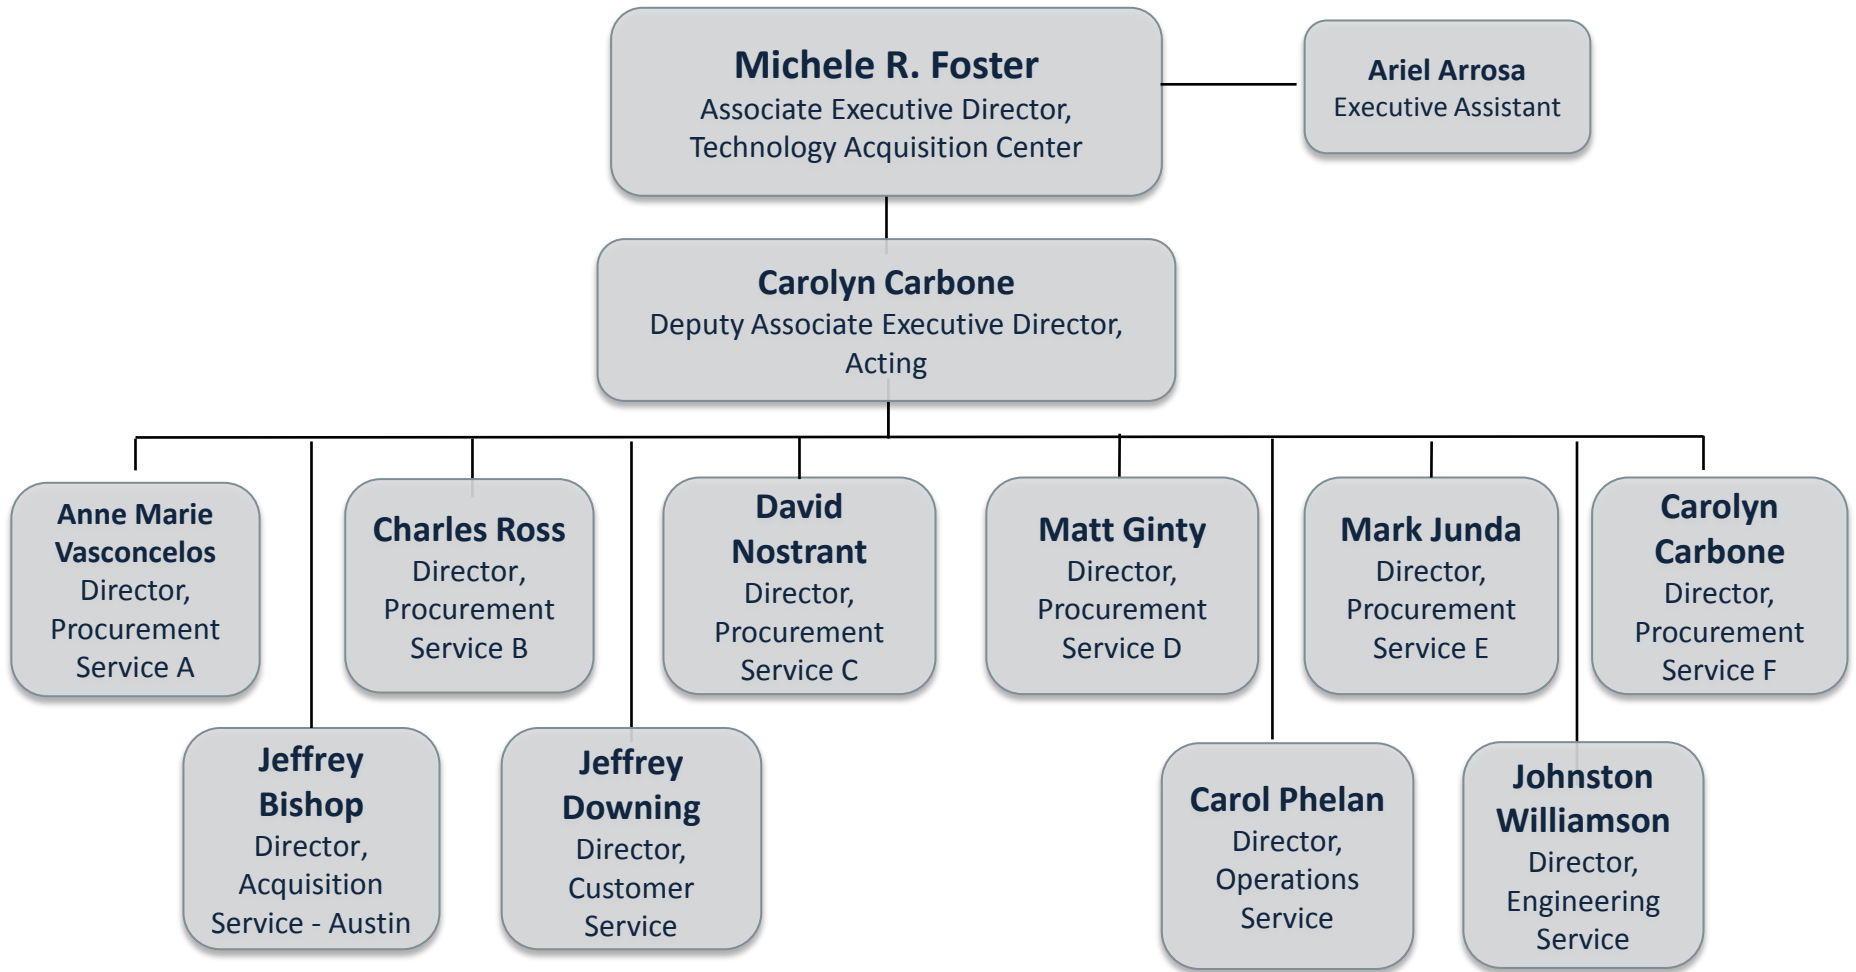 Michele R. Foster
Associate Executive Director,
Technology Acquisition Center
Ariel Arrosa
Executive Assistant
Carolyn Carbone
Deputy Associate Executive Director,
Acting
Anne Marie
Vasconcelos
Director,
Procurement
Service A
Charles Ross
Director,
Procurement
Service B
David
Nostrant
Director,
Procurement
Service C
Matt Ginty
Director,
Procurement
Service D
Mark Junda
Director,
Procurement
Service E
Carolyn
Carbone
Director,
Procurement
Service F
Jeffrey
Bishop
Director,
Acquisition
Service - Austin
Jeffrey
Downing
Director,
Customer
Service
Carol Phelan
Director,
Operations
Service
Johnston
Williamson
Director,
Engineering
Service